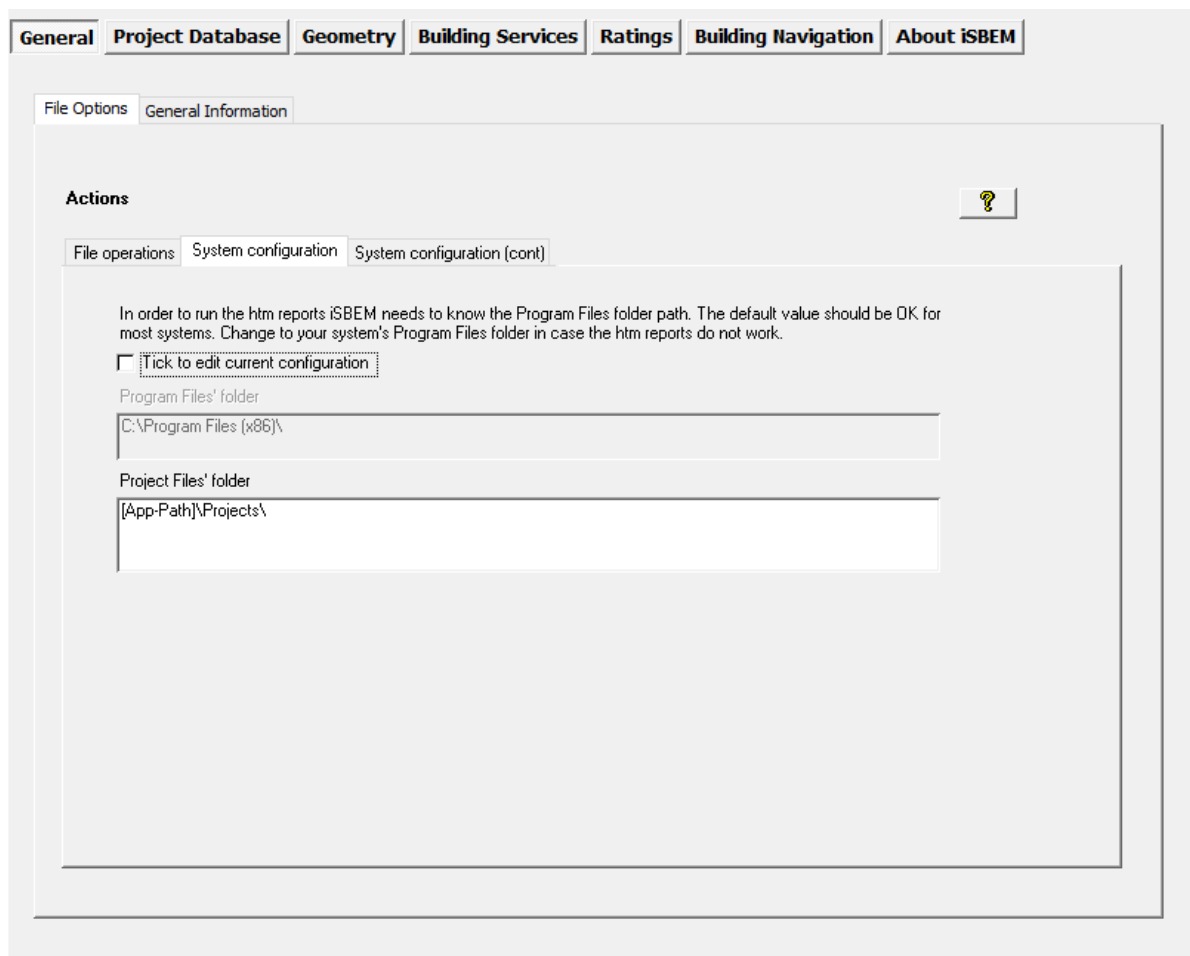 General Project Database Geometry Building Services Ratings Building Navigation About iSBEM
File Options General Information
Actions
?
File operations System configuration System configuration (cont)
In order to run the htm reports iSBEM needs to know the Program Files folder path. The default value should be OK for
most systems. Change to your system's Program Files folder in case the htm reports do not work.
Tick to edit current configuration
Program Files' folder
C:\Program Files (x86)\
Project Files' folder
[App-Path]\Projects\